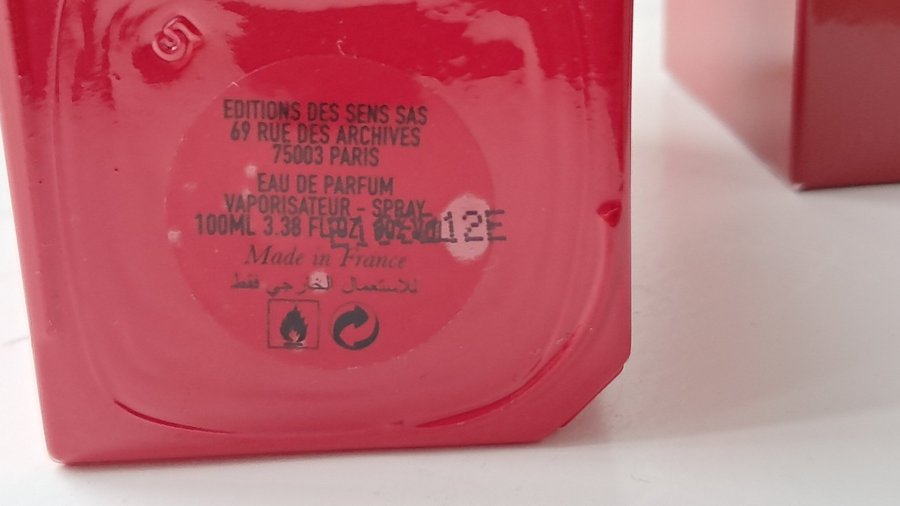 EDITIONS DES SENS SAS
69 RUE DES ARCHIVES
75003 PARIS
EAU DE PARFUM
VAPORISATEUR - SPRAY
100ML 3.38 FL.OZ
12E
Made in France
للاستعمال الخارجي فقط